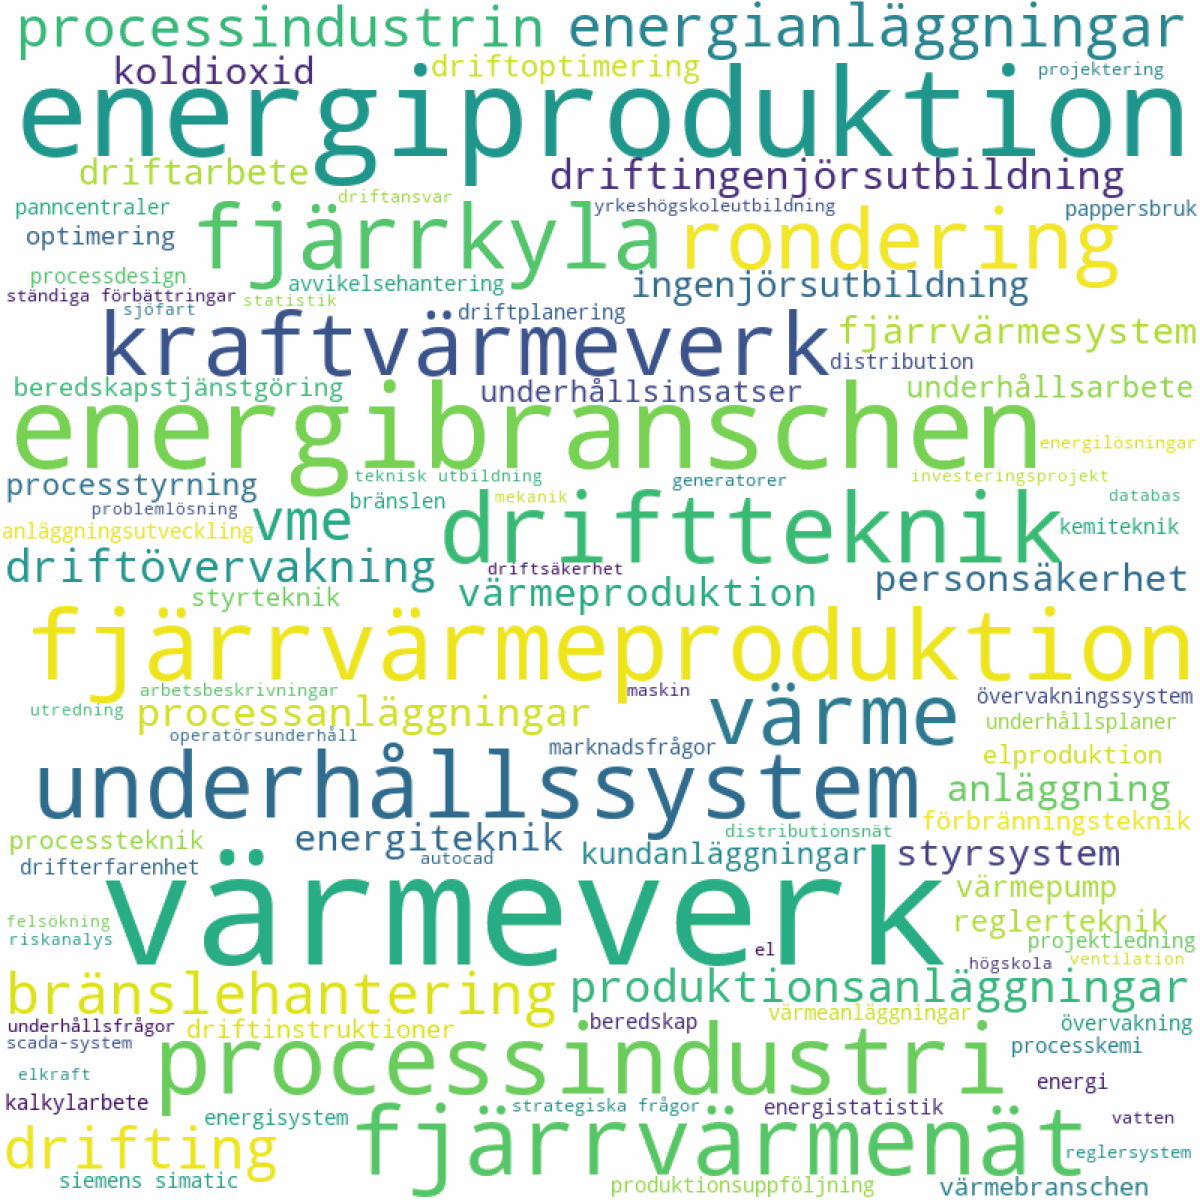 processindustrin
energianläggningar
koldioxid
driftoptimering
projektering
energiproduktion
driftarbete
driftingenjörsutbildning
driftansvar
panncentraler
fjärrkyla
yrkeshögskoleutbildning
rondering
pappersbruk
optimering
processdesign
avvikelsehantering
ingenjörsutbildning
ständiga förbättringar
statistik
sjöfart
kraftvärmeverk
driftplanering
fjärrvärmesystem
distribution
beredskapstjänstgöring
underhållsinsatser
underhållsarbete
energibranschen
energilösningar
processtyrning
teknisk utbildning
generatorer
investeringsprojekt
problemlösning
bränslen
mekanik
databas
anläggningsutveckling
vme
driftteknik
kemiteknik
driftövervakning
driftsäkerhet
personsäkerhet
styrteknik
värmeproduktion
fjärrvärmeproduktion
arbetsbeskrivningar
maskin
övervakningssystem
utredning
processanläggningar
värme
underhållsplaner
operatörsunderhåll
marknadsfrågor
elproduktion
underhållssystem
anläggning
förbränningsteknik
processteknik
energiteknik
distributionsnät
drifterfarenhet
autocad
kundanläggningar
styrsystem
värmeverk
värmepump
felsökning
reglerteknik
riskanalys
projektledning
el
högskola
ventilation
bränslehantering
produktionsanläggningar
underhållsfrågor
driftinstruktioner
beredskap
värmeanläggningar
övervakning
scada-system
processindustri
processkemi
elkraft
energi
kalkylarbete
energisystem
strategiska frågor
energistatistik
vatten
drifting
fjärrvärmenät
reglersystem
siemens simatic
produktionsuppföljning
värmebranschen